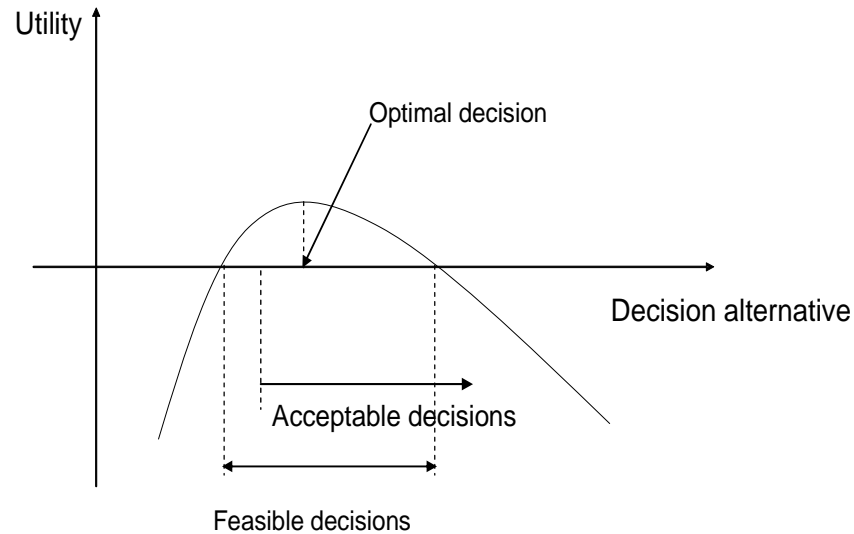 Utility
Optimal decision
Decision alternative
Acceptable decisions
Feasible decisions